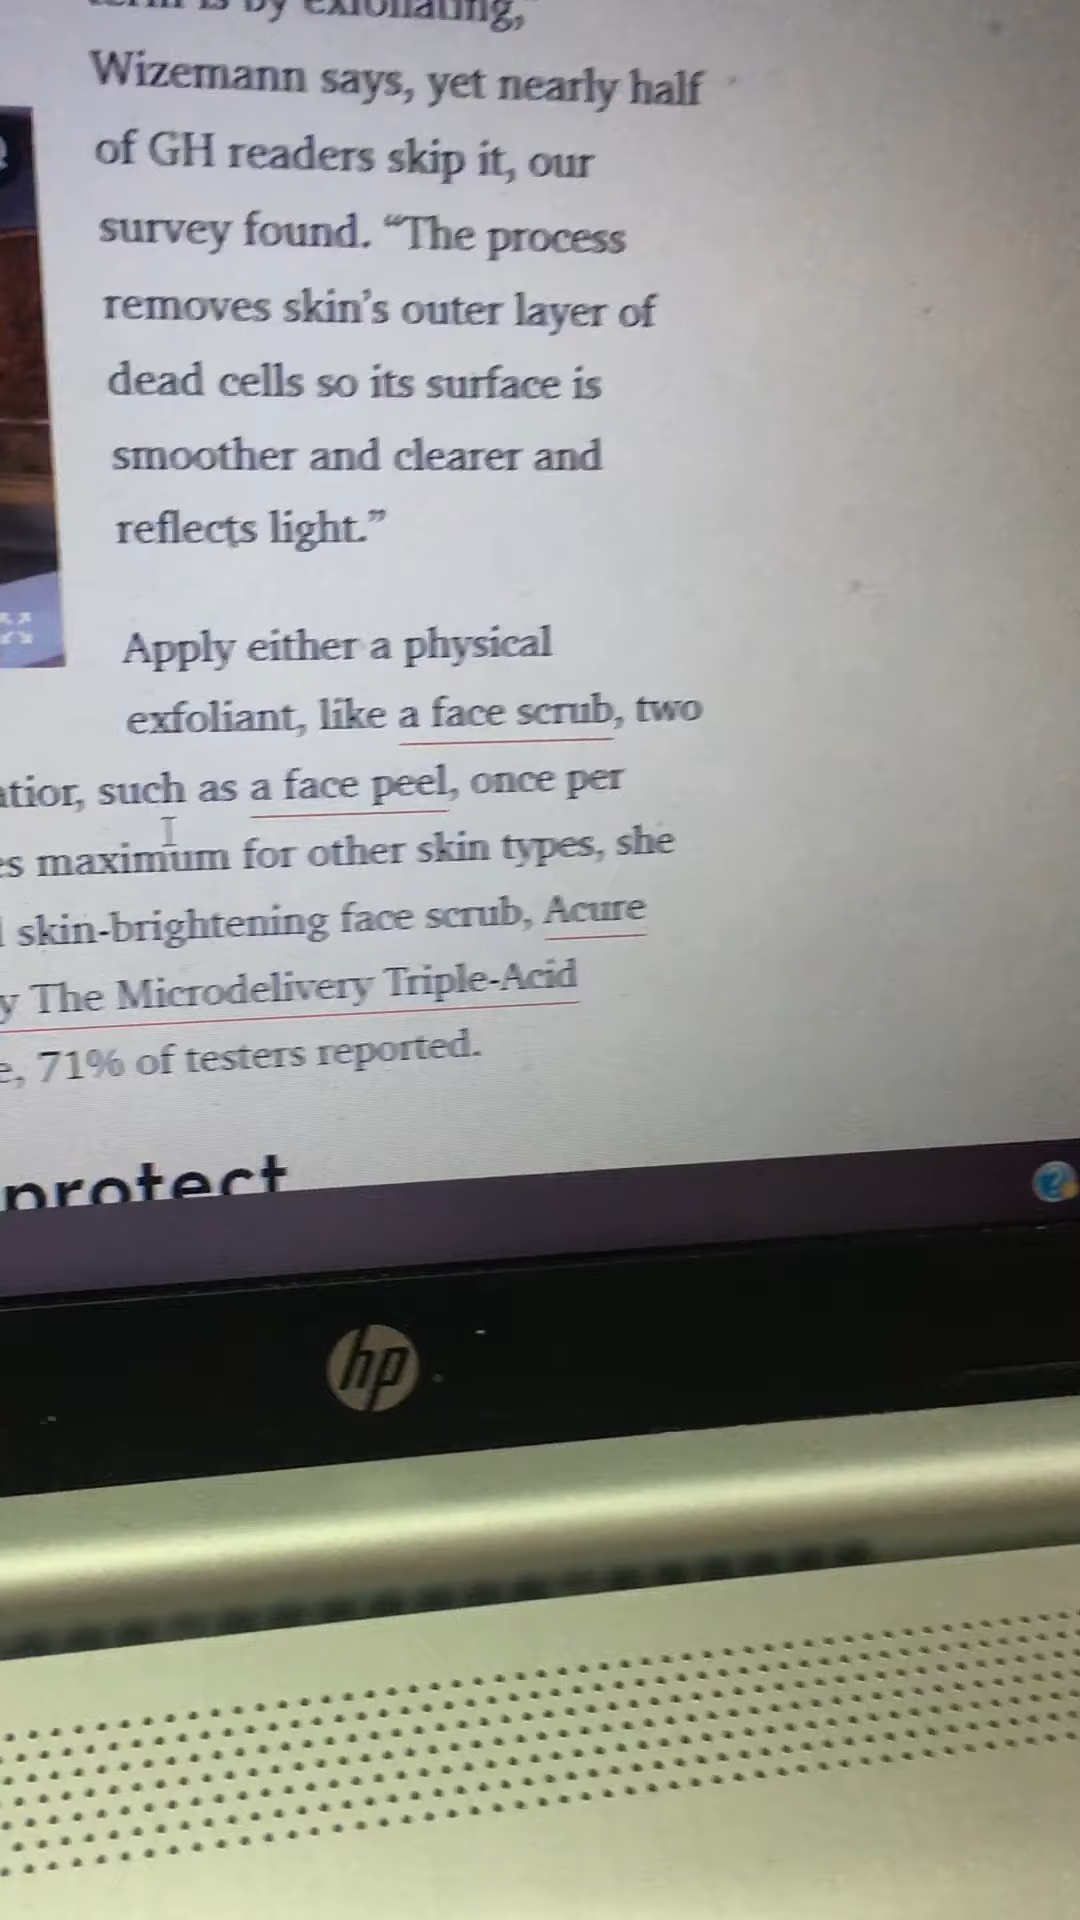 by exfoliating,
Wizemann says, yet nearly half
of GH readers skip it, our
survey found. “The process
removes skin’s outer layer of
dead cells so its surface is
smoother and clearer and
reflects light.”
Apply either a physical
exfoliant, like a face scrub, two
such as a face peel, once per
maximum for other skin types, she
skin-brightening face scrub, Acure
The Microdelivery Triple-Acid
71% of testers reported.
protect
hp